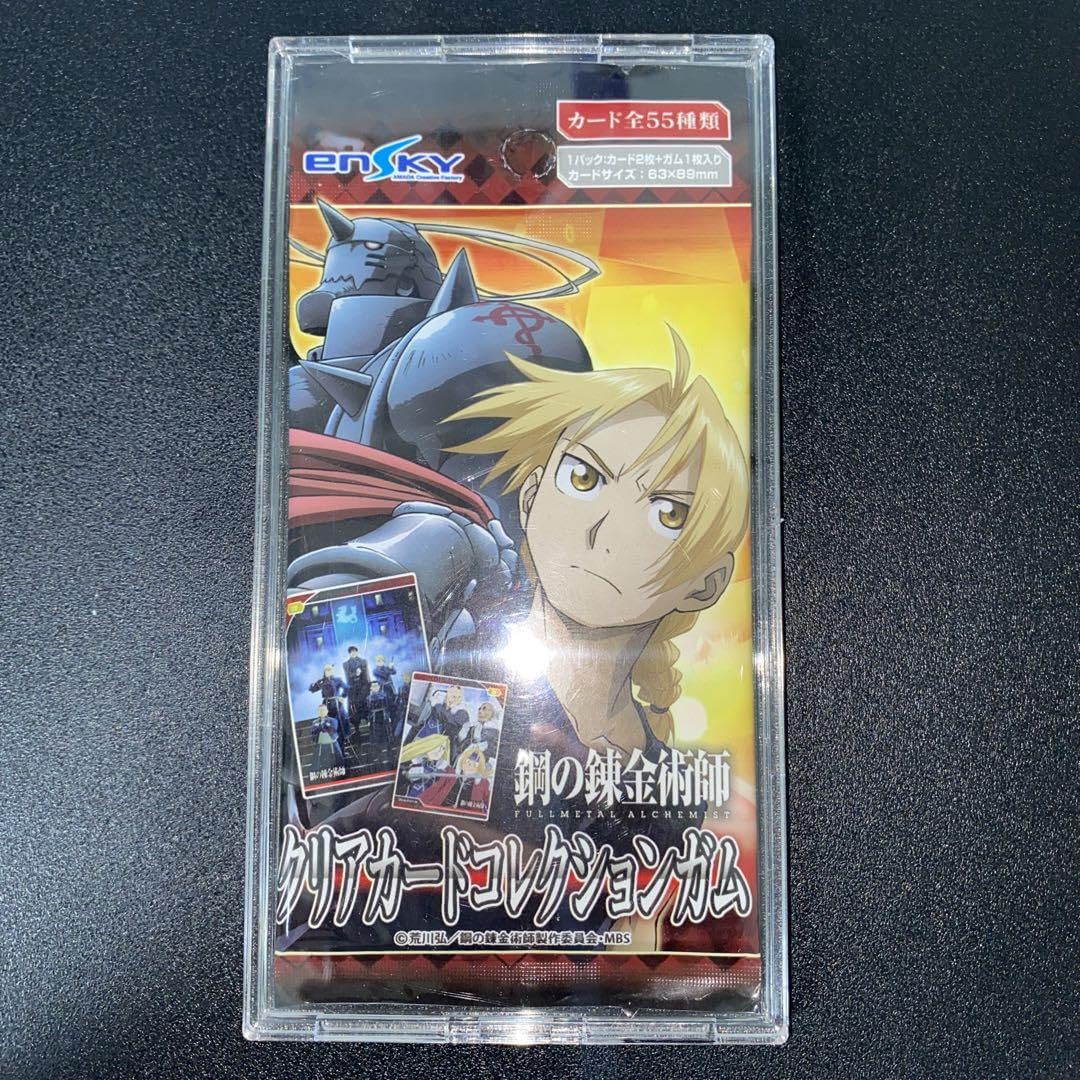 カード全55種類
ensky
AMADA Creative Factory
1パック:カード2枚+ガム1枚入り
カードサイズ:63×89mm
鋼の錬金術師
FULLMETAL ALCHEMIST
クリアカードコレクションガム
©荒川弘/鋼の錬金術師製作委員会・MBS